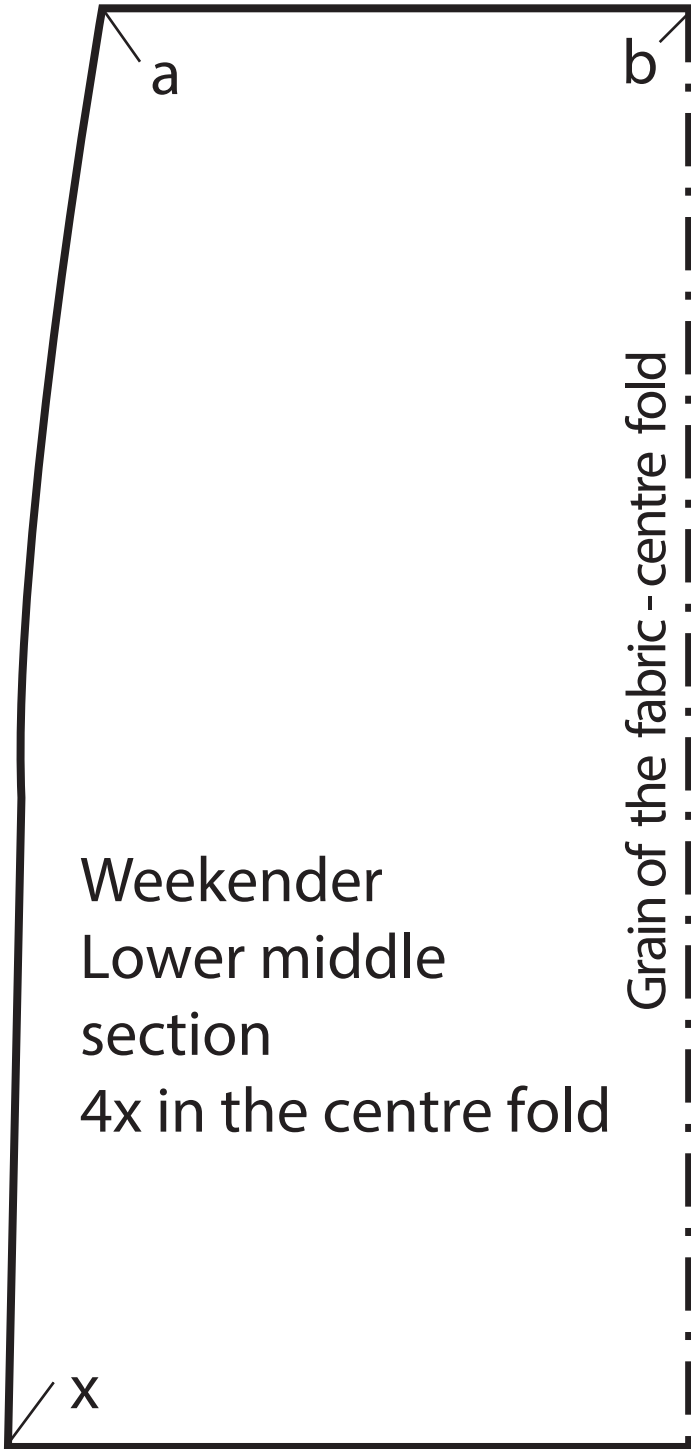 a
b
Grain of the fabric - centre fold
Weekender
Lower middle
section
4x in the centre fold
x